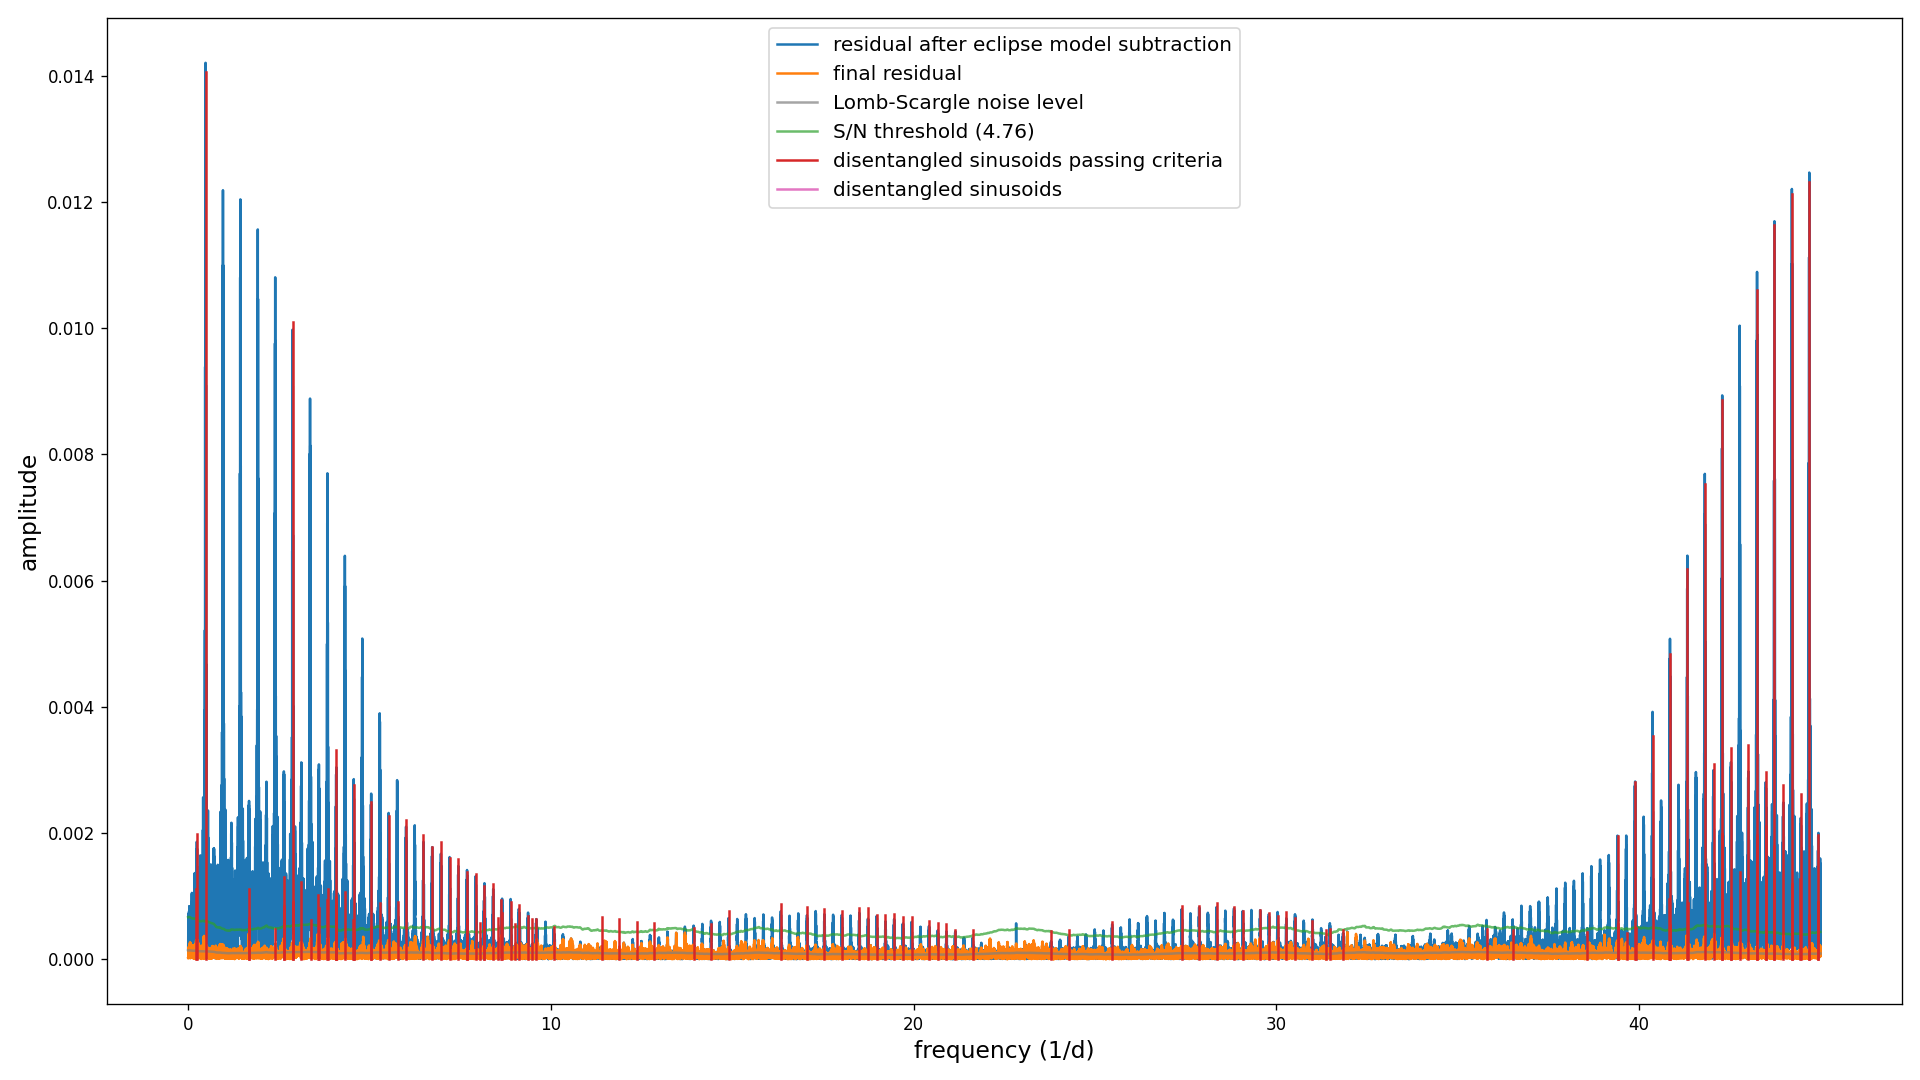 residual after eclipse model subtraction
final residual
Lomb-Scargle noise level
S/N threshold (4.76)
disentangled sinusoids passing criteria
disentangled sinusoids
0.014
0.012
0.010
0.008
0.006
0.004
0.002
0.000
amplitude
0 10 20 30 40
frequency (1/d)